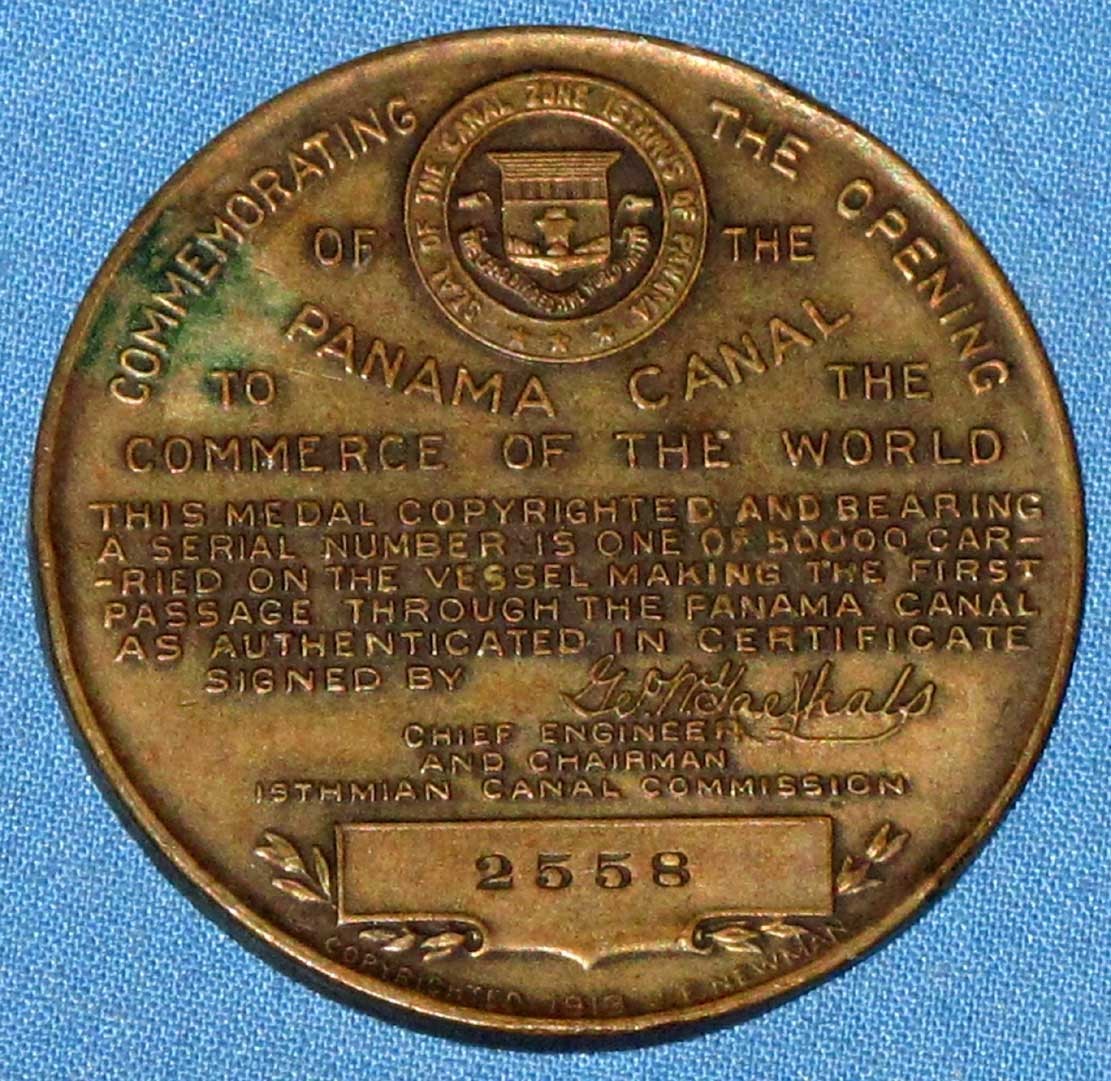 SEAL OF THE CANAL ZONE ISTHMUS OF PANAMA
COMMEMORATING THE OPENING
OF THE
PANAMA CANAL
TO THE
COMMERCE OF THE WORLD
THIS MEDAL COPYRIGHTED AND BEARING
A SERIAL NUMBER IS ONE OF 50000 CAR-
-RIED ON THE VESSEL MAKING THE FIRST
PASSAGE THROUGH THE PANAMA CANAL
AS AUTHENTICATED IN CERTIFICATE
SIGNED BY Geo W Goethals
CHIEF ENGINEER
AND CHAIRMAN
ISTHMIAN CANAL COMMISSION
2558
COPYRIGHTED NEWMAN